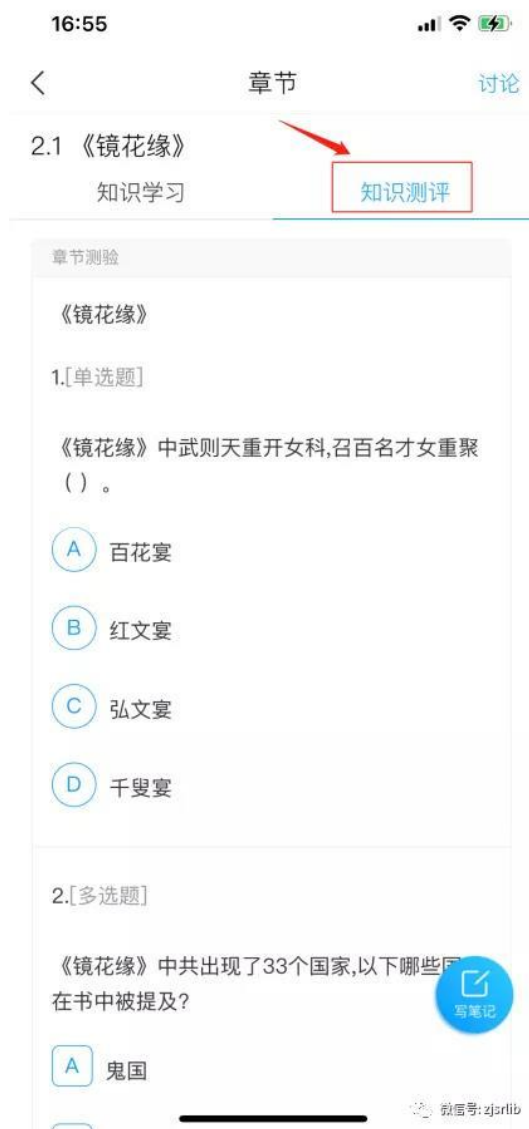 16:55
章节
讨论
2.1 《镜花缘》
知识学习
知识测评
章节测验
《镜花缘》
1.[单选题]
《镜花缘》中武则天重开女科,召百名才女重聚
( ) 。
A 百花宴
B 红文宴
C 弘文宴
D 千叟宴
2.[多选题]
《镜花缘》中共出现了33个国家,以下哪些
在书中被提及?
写笔记
A 鬼国
微信号: zjsrlib